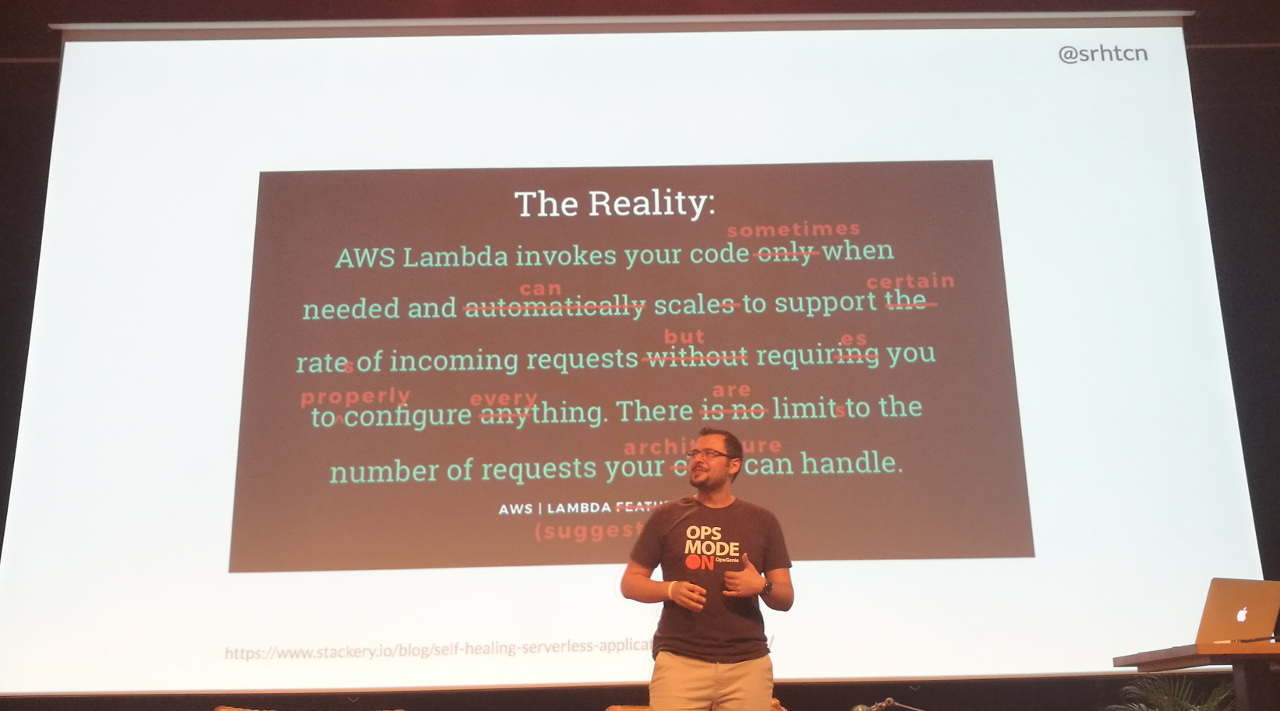 @srhtcn
The Reality:
sometimes
AWS Lambda invokes your code only when
can certain
needed and automatically scales to support the
but es
rates of incoming requests without requiring you
properly every are
to ^ configure anything. There is no limits to the
number of requests your can handle.
AWS | LAMBDA
OPS
MODE
ON OpsGenie
https://www.stackery.io/blog/self-healing-serverless-